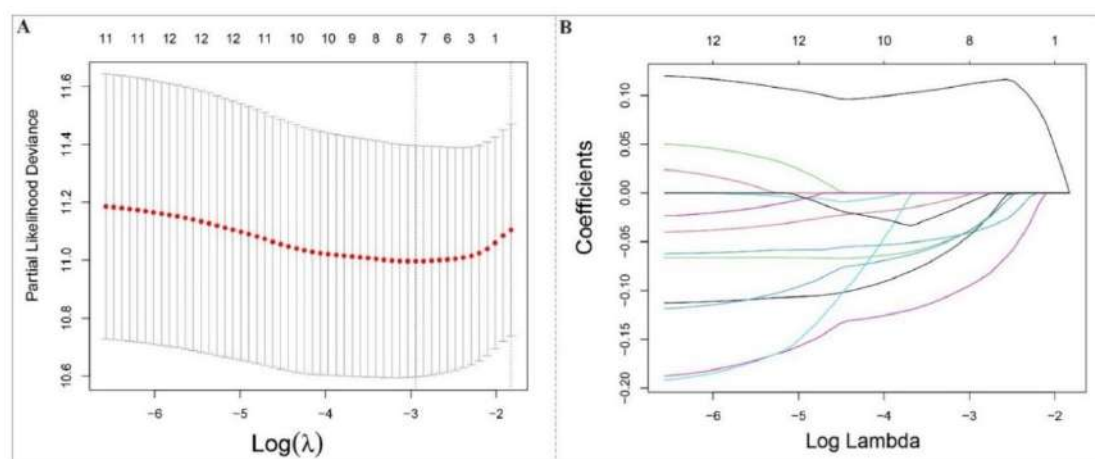 A
11 11 12 12 12 11 10 10 9 8 8 7 6 3 1
Partial Likelihood Deviance
11.6
11.4
11.2
11.0
10.8
10.6
−6 −5 −4 −3 −2
Log(λ)
B
12 12 10 8 1
Coefficients
0.10
0.05
0.00
−0.05
−0.10
−0.15
−0.20
−6 −5 −4 −3 −2
Log Lambda